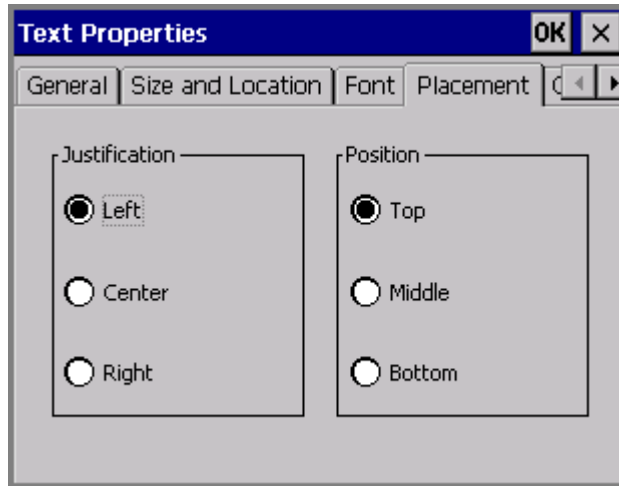 Text Properties OK
General Size and Location Font Placement
Justification Position
Left Top
Center Middle
Right Bottom